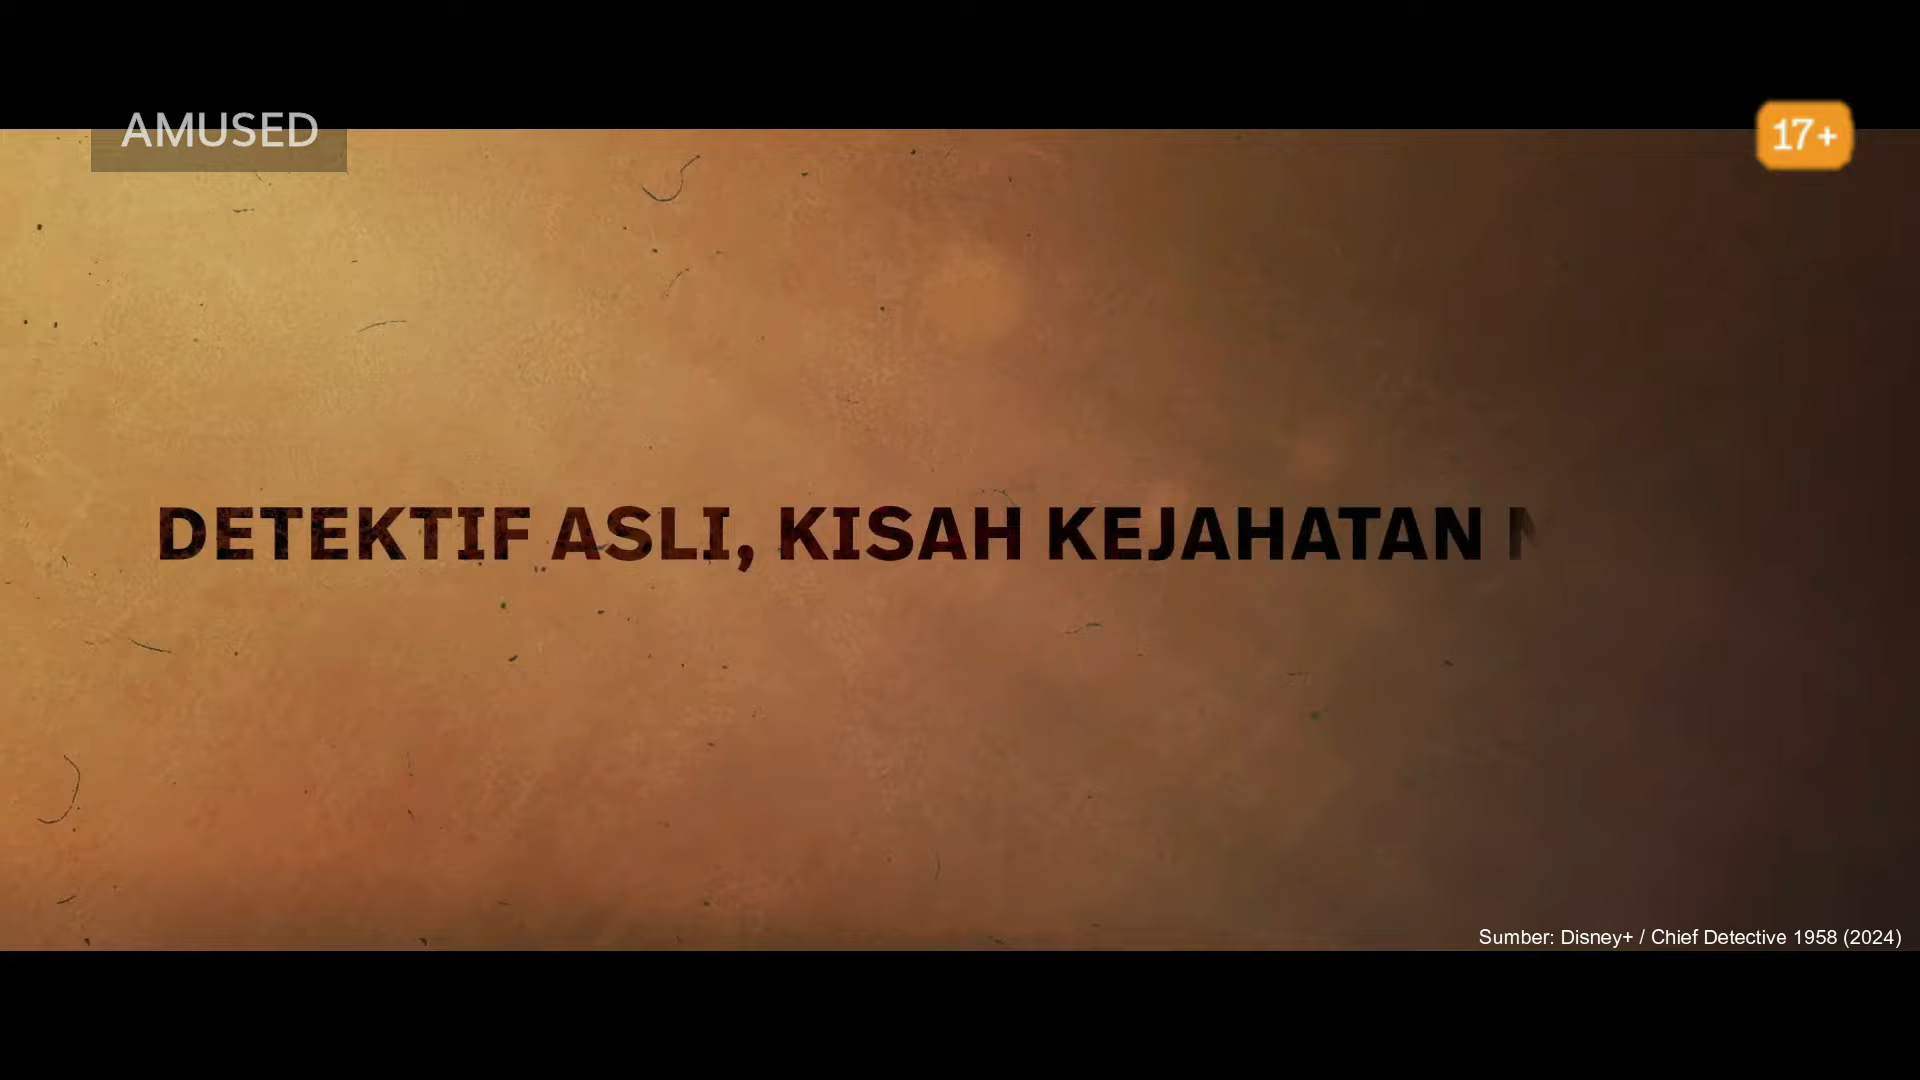 AMUSED
17+
DETEKTIF ASLI, KISAH KEJAHATAN
Sumber: Disney+ / Chief Detective 1958 (2024)